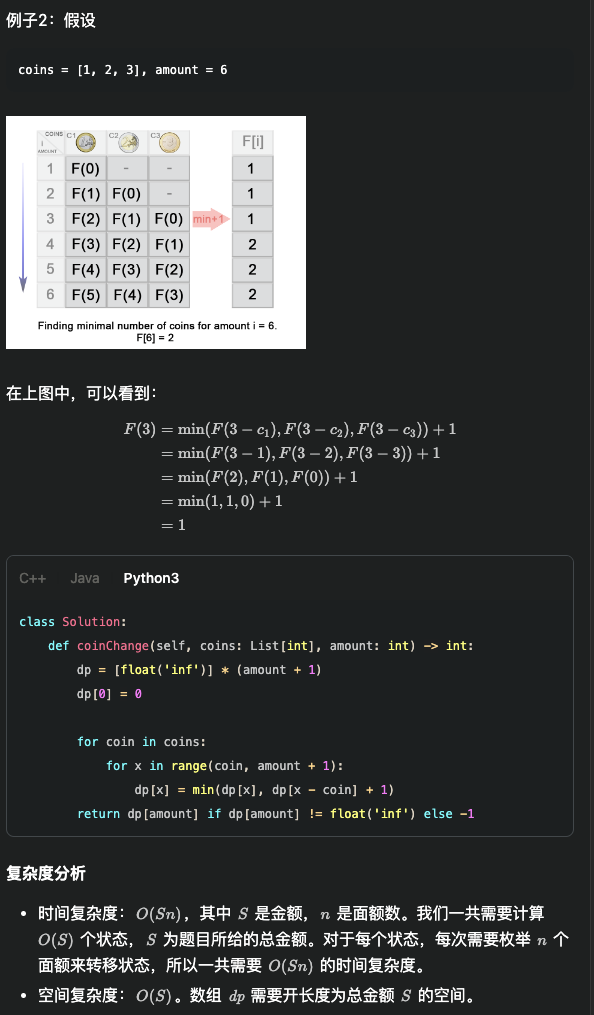 例子2：假设
coins = [1, 2, 3], amount = 6
COINS C1 C2 C3 F[i]
I
AMOUNT
1 F(0) - - 1
2 F(1) F(0) - 1
3 F(2) F(1) F(0) min+1 1
4 F(3) F(2) F(1) 2
5 F(4) F(3) F(2) 2
6 F(5) F(4) F(3) 2
Finding minimal number of coins for amount i = 6.
F[6] = 2
在上图中，可以看到：
F(3) = min(F(3 − c₁), F(3 − c₂), F(3 − c₃)) + 1
= min(F(3 − 1), F(3 − 2), F(3 − 3)) + 1
= min(F(2), F(1), F(0)) + 1
= min(1, 1, 0) + 1
= 1
C++ Java Python3
class Solution:
    def coinChange(self, coins: List[int], amount: int) -> int:
        dp = [float('inf')] * (amount + 1)
        dp[0] = 0
        for coin in coins:
            for x in range(coin, amount + 1):
                dp[x] = min(dp[x], dp[x - coin] + 1)
        return dp[amount] if dp[amount] != float('inf') else -1
复杂度分析
• 时间复杂度：O(Sn)，其中 S 是金额，n 是面额数。我们一共需要计算
O(S) 个状态，S 为题目所给的总金额。对于每个状态，每次需要枚举 n 个
面额来转移状态，所以一共需要 O(Sn) 的时间复杂度。
• 空间复杂度：O(S)。数组 dp 需要开长度为总金额 S 的空间。